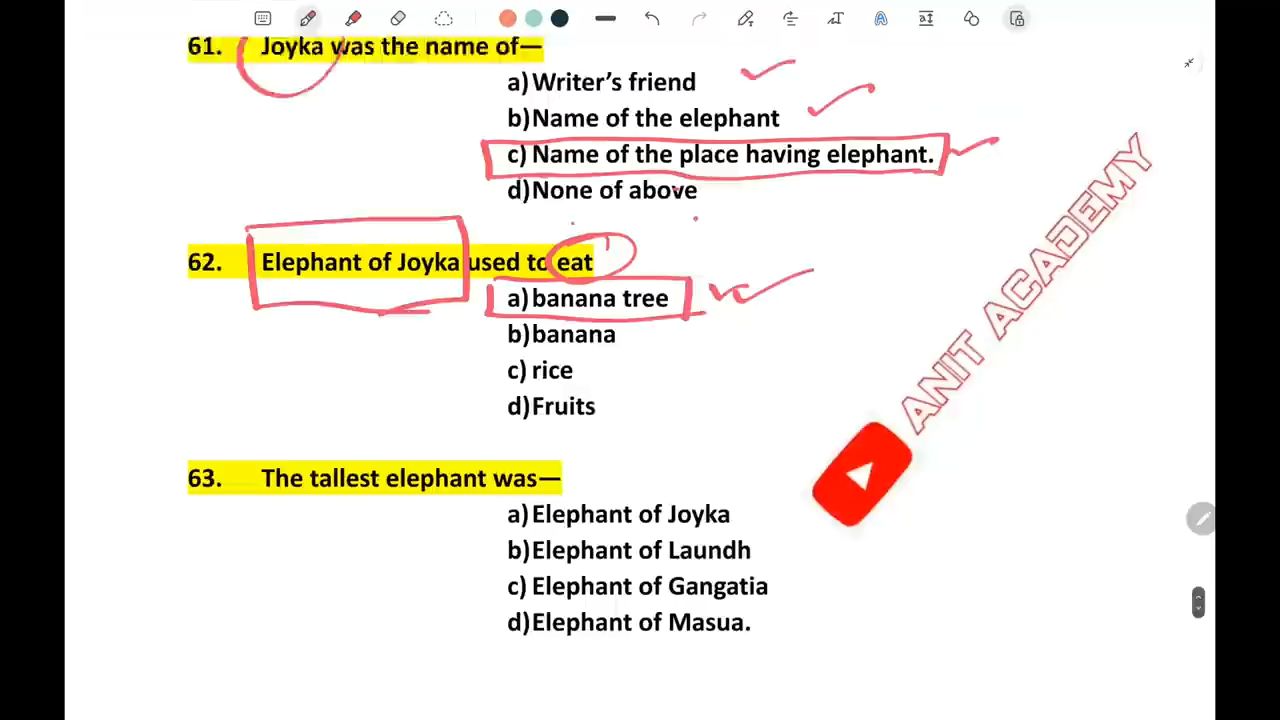 61. Joyka was the name of—
a) Writer's friend
b) Name of the elephant
c) Name of the place having elephant.
d) None of above
62. Elephant of Joyka used to eat
a) banana tree
b) banana
c) rice
d) Fruits
63. The tallest elephant was—
a) Elephant of Joyka
b) Elephant of Laundh
c) Elephant of Gangatia
d) Elephant of Masua.
ANIT ACADEMY